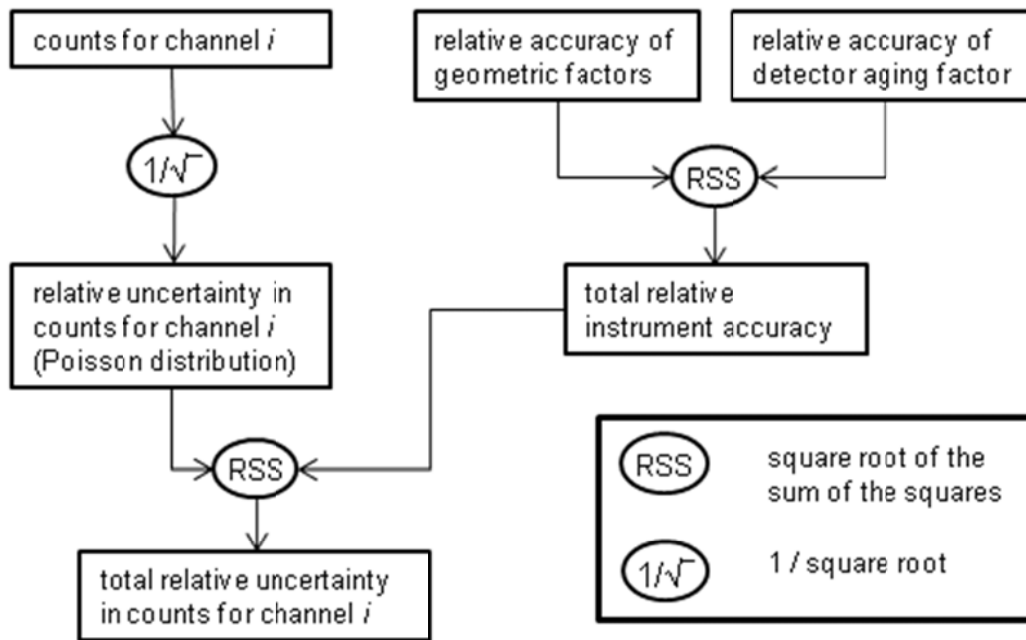 counts for channel i
relative accuracy of
geometric factors
relative accuracy of
detector aging factor
1/√
RSS
relative uncertainty in
counts for channel i
(Poisson distribution)
total relative
instrument accuracy
RSS
total relative uncertainty
in counts for channel i
RSS
square root of the
sum of the squares
1/√
1 / square root